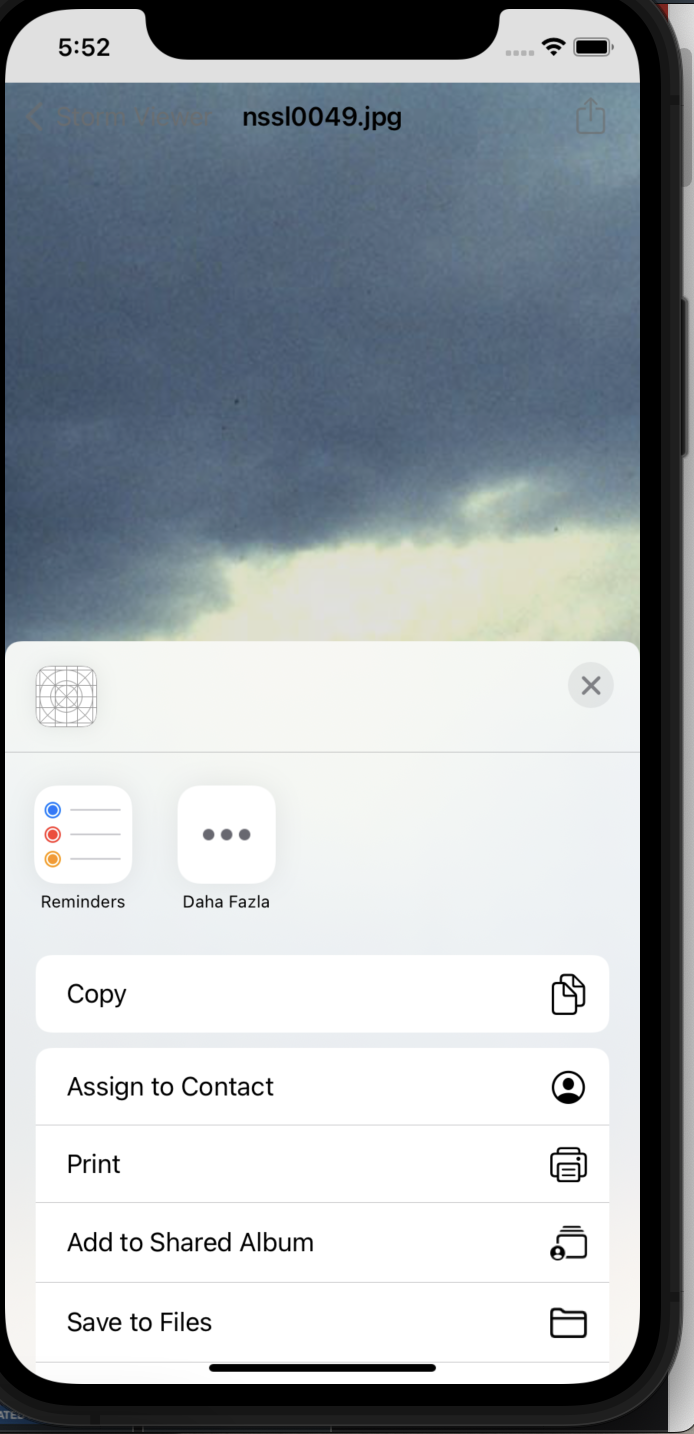 5:52
Storm Viewer
nssl0049.jpg
Reminders
Daha Fazla
Copy
Assign to Contact
Print
Add to Shared Album
Save to Files